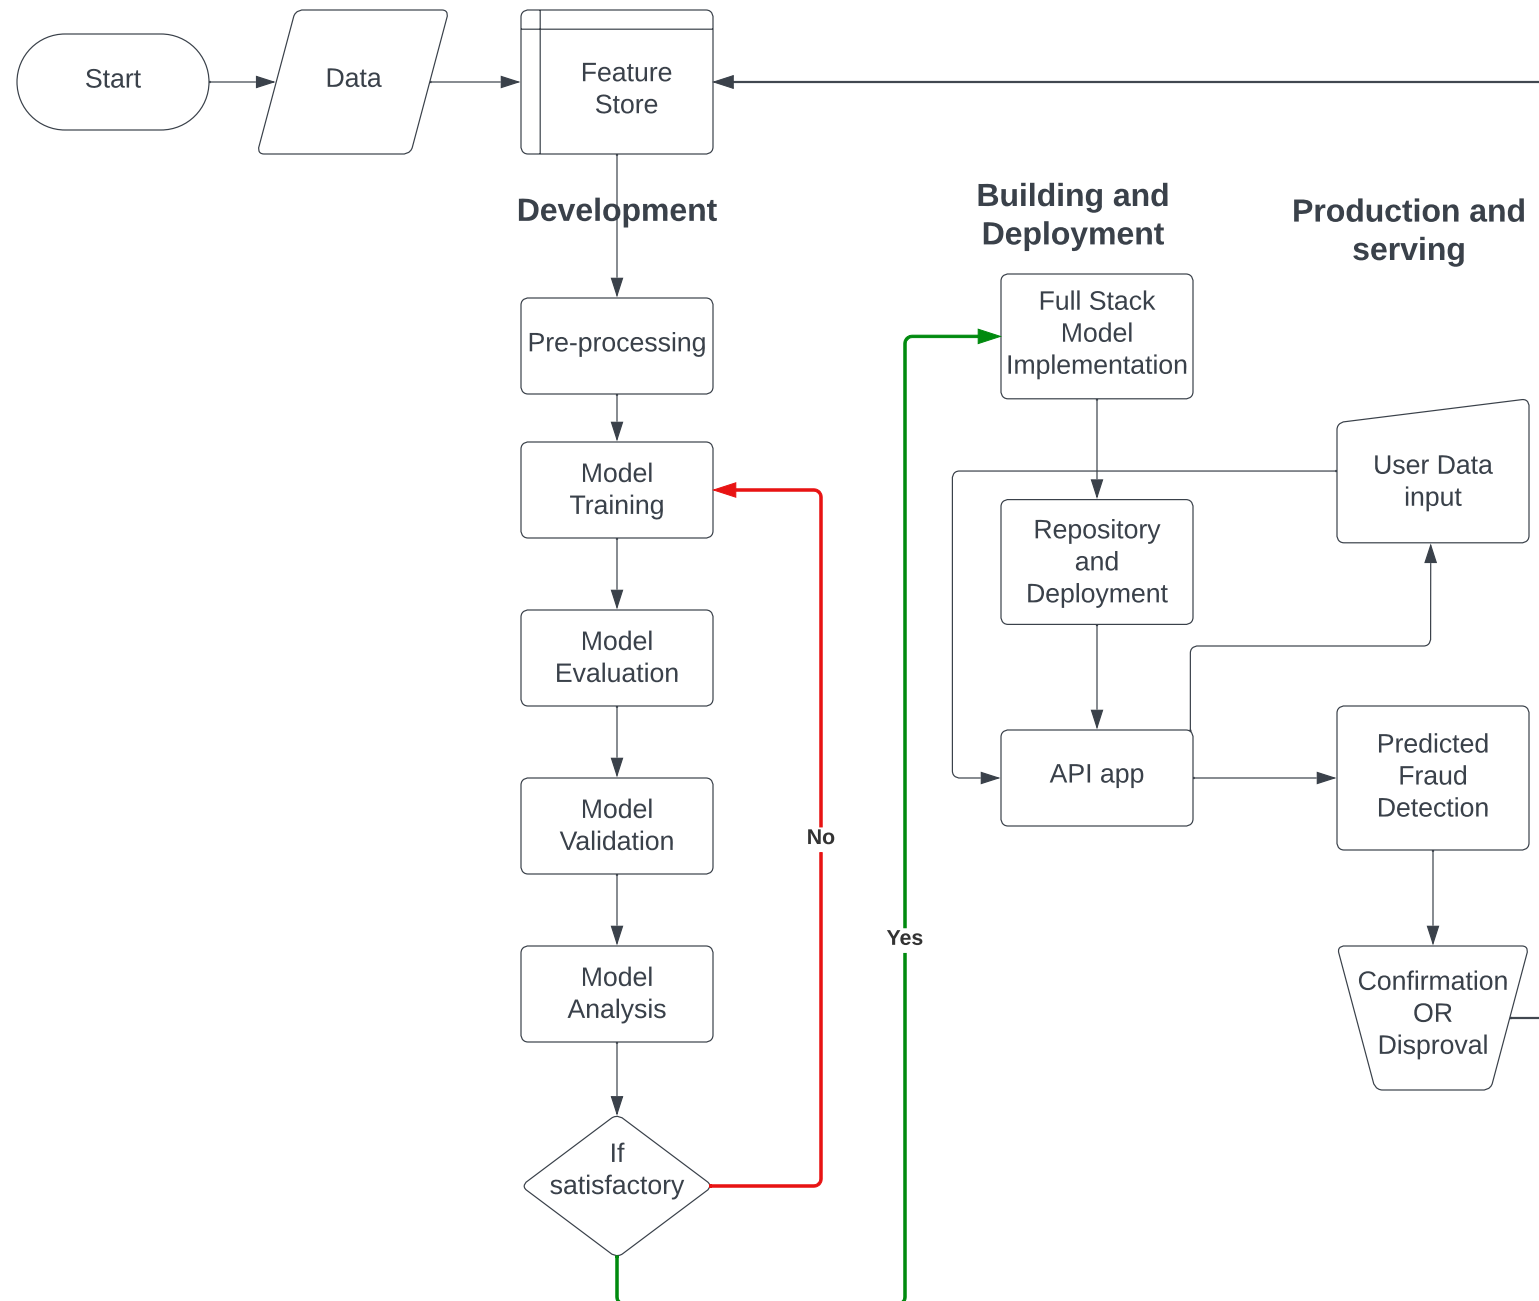 Start
Data
Feature
Store
Development
Building and
Deployment
Production and
serving
Pre-processing
Model
Training
Model
Evaluation
Model
Validation
Model
Analysis
If
satisfactory
No
Yes
Full Stack
Model
Implementation
Repository
and
Deployment
API app
User Data
input
Predicted
Fraud
Detection
Confirmation
OR
Disproval